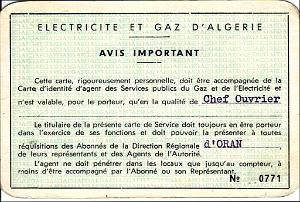 ELECTRICITE ET GAZ D'ALGERIE
AVIS IMPORTANT
Cette carte, rigoureusement personnelle, doit être accompagnée de la
Carte d'identité d'agent des Services publics du Gaz et de l'Electricité et
n'est valable, pour le porteur, qu'en la qualité de Chef Ouvrier
Le titulaire de la présente carte de Service doit toujours en être porteur
dans l'exercice de ses fonctions et doit pouvoir la présenter à toutes
réquisitions des Abonnés de la Direction Régionale d'ORAN
de leurs représentants et des Agents de l'Autorité.
L'agent ne doit pénétrer dans les locaux que jusqu'au compteur, à
moins d'être accompagné par l'Abonné ou son Représentant.
N° 0771